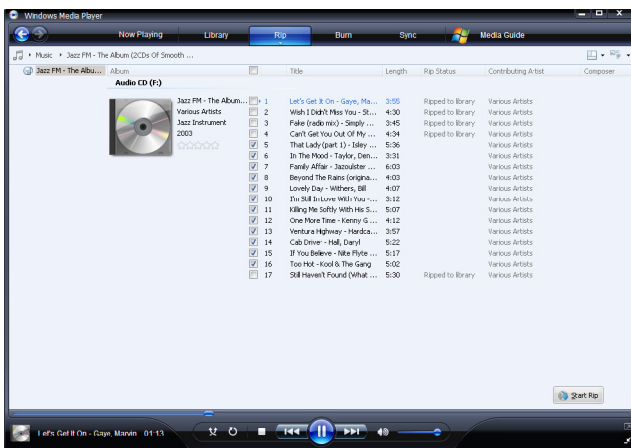 Windows Media Player
Now Playing Library Rip Burn Sync Media Guide
Music Jazz FM - The Album (2CDs Of Smooth ...
Jazz FM - The Albu... Album Title Length Rip Status Contributing Artist Composer
Audio CD (F:)
Jazz FM - The Album...
Various Artists
Jazz Instrument
2003
1 Let's Get It On - Gaye, Ma... 3:55 Ripped to library Various Artists
2 Wish I Didn't Miss You - St... 4:30 Ripped to library Various Artists
3 Fake (radio mix) - Simply ... 3:45 Ripped to library Various Artists
4 Can't Get You Out Of My ... 4:34 Ripped to library Various Artists
5 That Lady (part 1) - Isley ... 5:36 Various Artists
6 In The Mood - Taylor, Den... 3:31 Various Artists
7 Family Affair - Jazoulster ... 6:03 Various Artists
8 Beyond The Rains (origina... 4:03 Various Artists
9 Lovely Day - Withers, Bill 4:07 Various Artists
10 I'm Still In Love With You -... 3:12 Various Artists
11 Killing Me Softly With His S... 5:07 Various Artists
12 One More Time - Kenny G ... 4:12 Various Artists
13 Ventura Highway - Hardca... 3:57 Various Artists
14 Cab Driver - Hall, Daryl 5:22 Various Artists
15 If You Believe - Nite Flyte ... 5:17 Various Artists
16 Too Hot - Kool & The Gang 5:02 Various Artists
17 Still Haven't Found (What ... 5:30 Ripped to library Various Artists
Start Rip
Let's Get It On - Gaye, Marvin 01:13